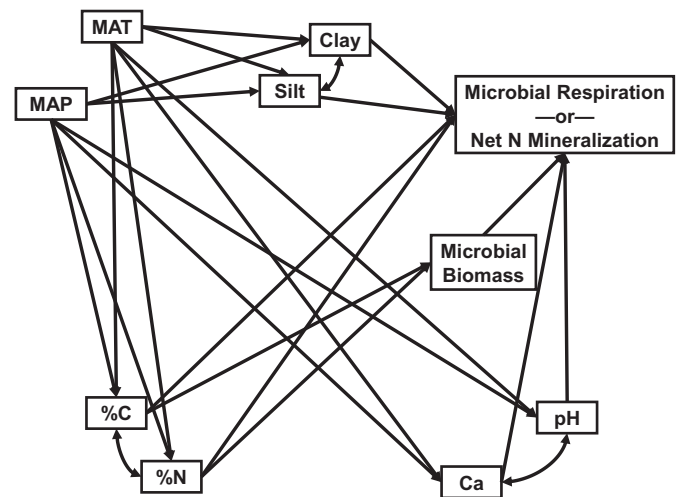 MAT
Clay
Silt
MAP
Microbial Respiration
—or—
Net N Mineralization
Microbial
Biomass
%C
pH
%N
Ca